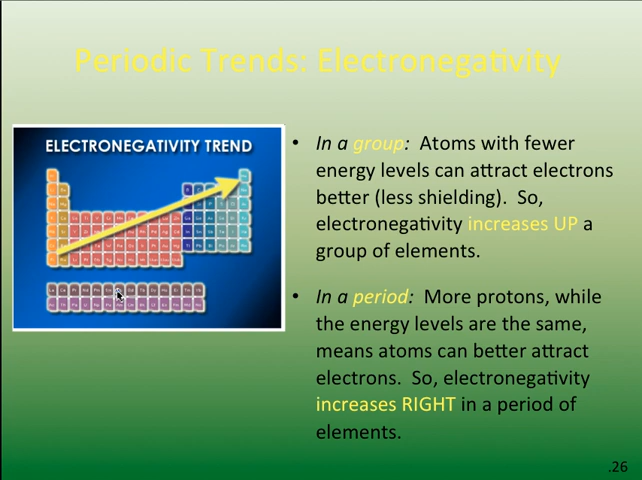 Periodic Trends: Electronegativity
ELECTRONEGATIVITY TREND
• In a group: Atoms with fewer
energy levels can attract electrons
better (less shielding). So,
electronegativity increases UP a
group of elements.
• In a period: More protons, while
the energy levels are the same,
means atoms can better attract
electrons. So, electronegativity
increases RIGHT in a period of
elements.
.26